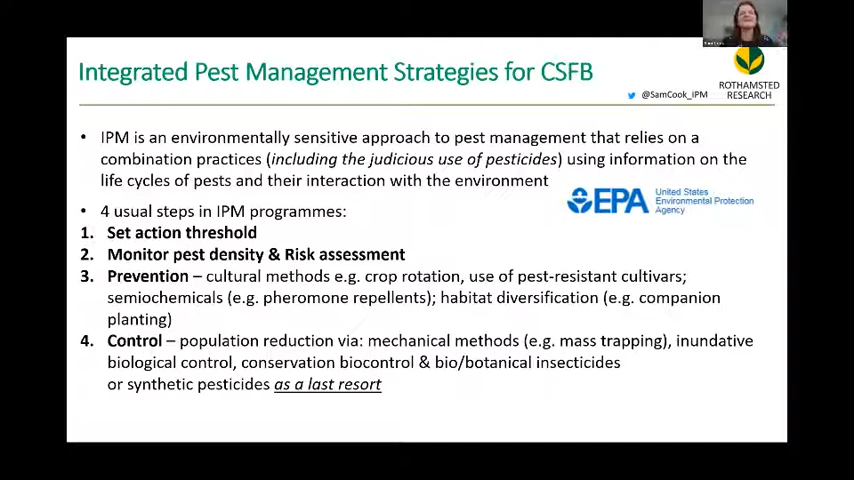 Integrated Pest Management Strategies for CSFB
@SamCook_IPM
ROTHAMSTED
RESEARCH
• IPM is an environmentally sensitive approach to pest management that relies on a
combination practices (including the judicious use of pesticides) using information on the
life cycles of pests and their interaction with the environment
EPA United States
Environmental Protection
Agency
• 4 usual steps in IPM programmes:
1. Set action threshold
2. Monitor pest density & Risk assessment
3. Prevention – cultural methods e.g. crop rotation, use of pest-resistant cultivars;
semiochemicals (e.g. pheromone repellents); habitat diversification (e.g. companion
planting)
4. Control – population reduction via: mechanical methods (e.g. mass trapping), inundative
biological control, conservation biocontrol & bio/botanical insecticides
or synthetic pesticides as a last resort